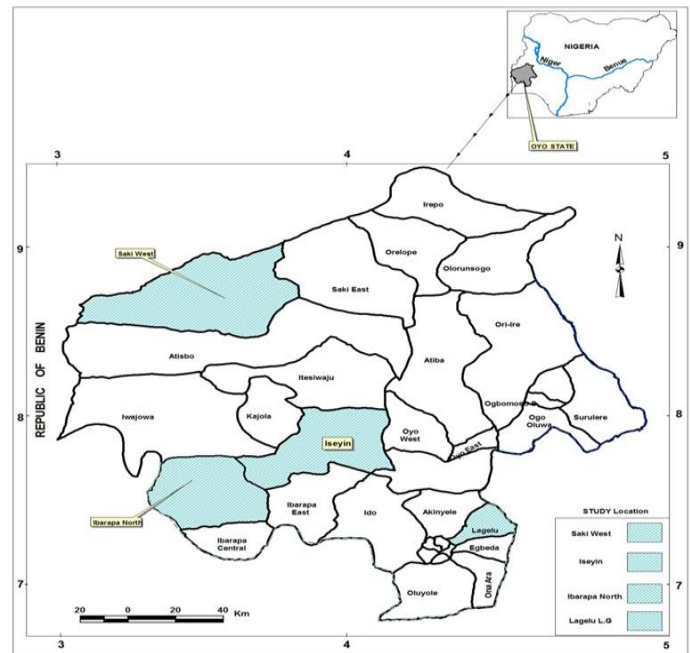 NIGERIA
Niger
Benue
OYO STATE
3
4
5
Irepo
9
9
N
Saki West
Orelope
Olorunsogo
Saki East
REPUBLIC OF BENIN
Ori-Ire
Atisbo
Atiba
Itesiwaju
8
8
Iwajowa
Kajola
Ogbomoso S
Ogo
Oluwa
Surulere
Iseyin
Oyo
West
Oyo East
Ibarapa North
Ibarapa
East
Ido
Akinyele
Lagelu
Ibarapa
Central
Egbeda
7
7
Oluyole
Ona Ara
STUDY Location
Saki West
Iseyin
Ibarapa North
Lagelu L.G
20
0
20
40
Km
3
4
5